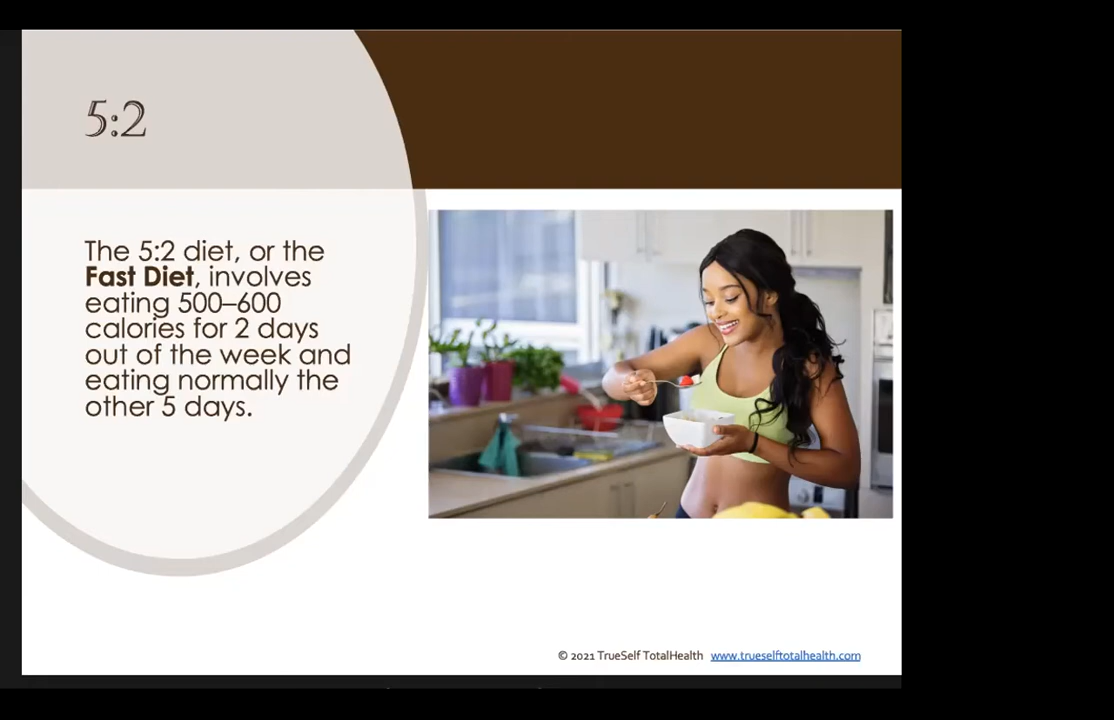 5:2
The 5:2 diet, or the
Fast Diet, involves
eating 500–600
calories for 2 days
out of the week and
eating normally the
other 5 days.
© 2021 TrueSelf TotalHealth www.trueselftotalhealth.com